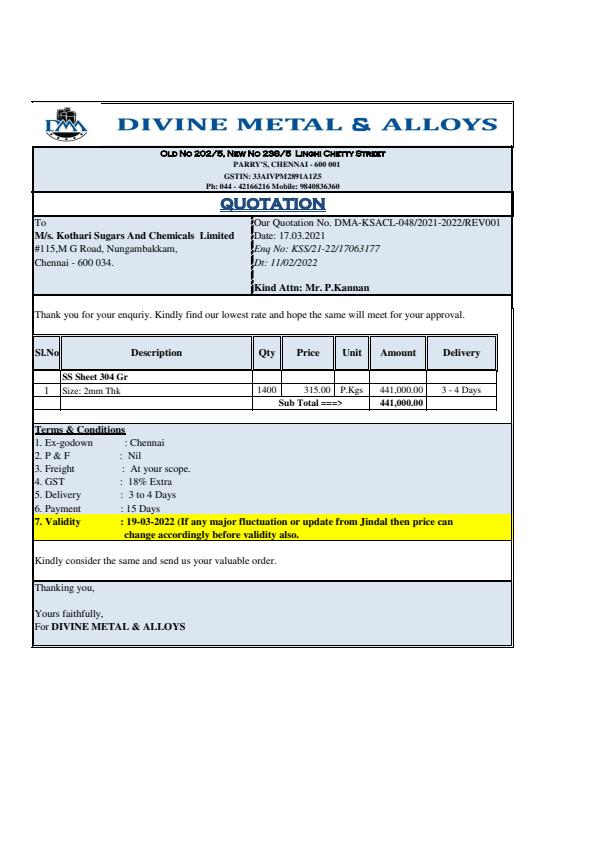 DMA
DIVINE METAL & ALLOYS
Old No 202/5, New No 236/5 Linghi Chetty Street
PARRY'S, CHENNAI - 600 001
GSTIN: 33AIVPM2891A1Z5
Ph: 044 - 42166216 Mobile: 9840836360
QUOTATION
To
M/s. Kothari Sugars And Chemicals Limited
#115,M G Road, Nungambakkam,
Chennai - 600 034.
Our Quotation No. DMA-KSACL-048/2021-2022/REV001
Date: 17.03.2021
Enq No: KSS/21-22/17063177
Dt: 11/02/2022
Kind Attn: Mr. P.Kannan
Thank you for your enquriy. Kindly find our lowest rate and hope the same will meet for your approval.
Sl.No Description Qty Price Unit Amount Delivery
SS Sheet 304 Gr
1 Size: 2mm Thk 1400 315.00 P.Kgs 441,000.00 3 - 4 Days
Sub Total ===> 441,000.00
Terms & Conditions
1. Ex-godown : Chennai
2. P & F : Nil
3. Freight : At your scope.
4. GST : 18% Extra
5. Delivery : 3 to 4 Days
6. Payment : 15 Days
7. Validity : 19-03-2022 (If any major fluctuation or update from Jindal then price can
change accordingly before validity also.
Kindly consider the same and send us your valuable order.
Thanking you,
Yours faithfully,
For DIVINE METAL & ALLOYS